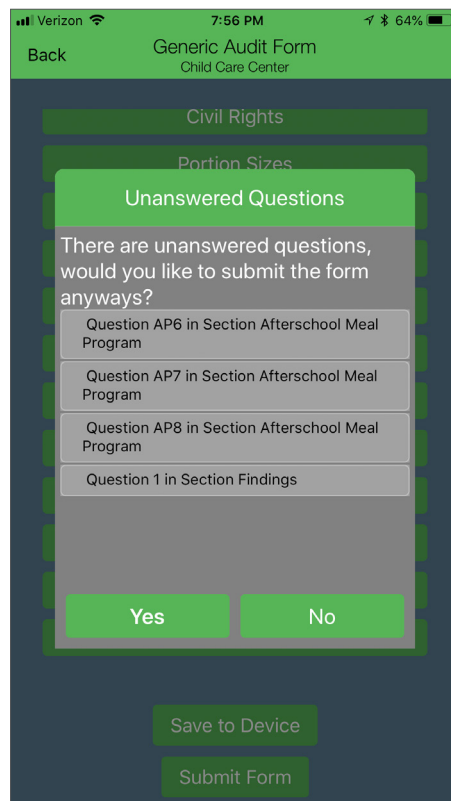 Verizon 7:56 PM 64%
Back Generic Audit Form
Child Care Center
Civil Rights
Portion Sizes
Unanswered Questions
There are unanswered questions,
would you like to submit the form
anyways?
Question AP6 in Section Afterschool Meal
Program
Question AP7 in Section Afterschool Meal
Program
Question AP8 in Section Afterschool Meal
Program
Question 1 in Section Findings
Yes No
Save to Device
Submit Form